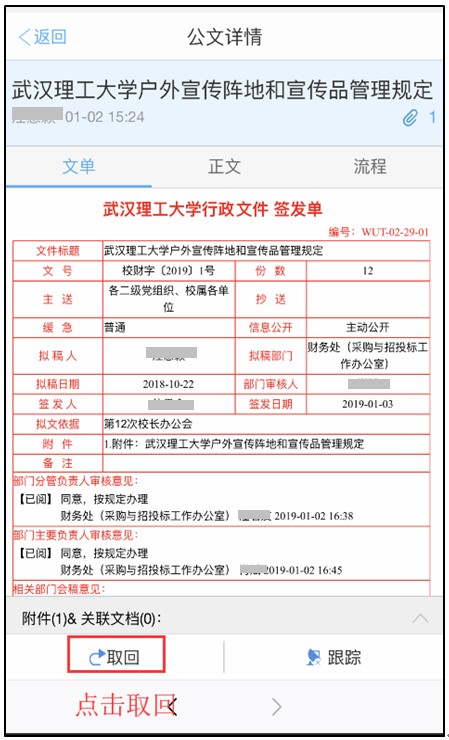 返回
公文详情
武汉理工大学户外宣传阵地和宣传品管理规定
01-02 15:24
1
文单 正文 流程
武汉理工大学行政文件 签发单
编号：WUT-02-29-01
文件标题 武汉理工大学户外宣传阵地和宣传品管理规定
文 号 校财字〔2019〕1号 份 数 12
主 送 各二级党组织、校属各单位 抄 送
缓 急 普通 信息公开 主动公开
拟 稿 人 拟稿部门 财务处（采购与招投标工作办公室）
拟稿日期 2018-10-22 部门审核人
签 发 人 签发日期 2019-01-03
拟文依据 第12次校长办公会
附 件 1.附件：武汉理工大学户外宣传阵地和宣传品管理规定
备 注
部门分管负责人审核意见：
【已阅】 同意，按规定办理
财务处（采购与招投标工作办公室） 2019-01-02 16:38
部门主要负责人审核意见：
【已阅】 同意，按规定办理
财务处（采购与招投标工作办公室） 2019-01-02 16:45
相关部门会稿意见：
附件(1)& 关联文档(0)：
取回 跟踪
点击取回